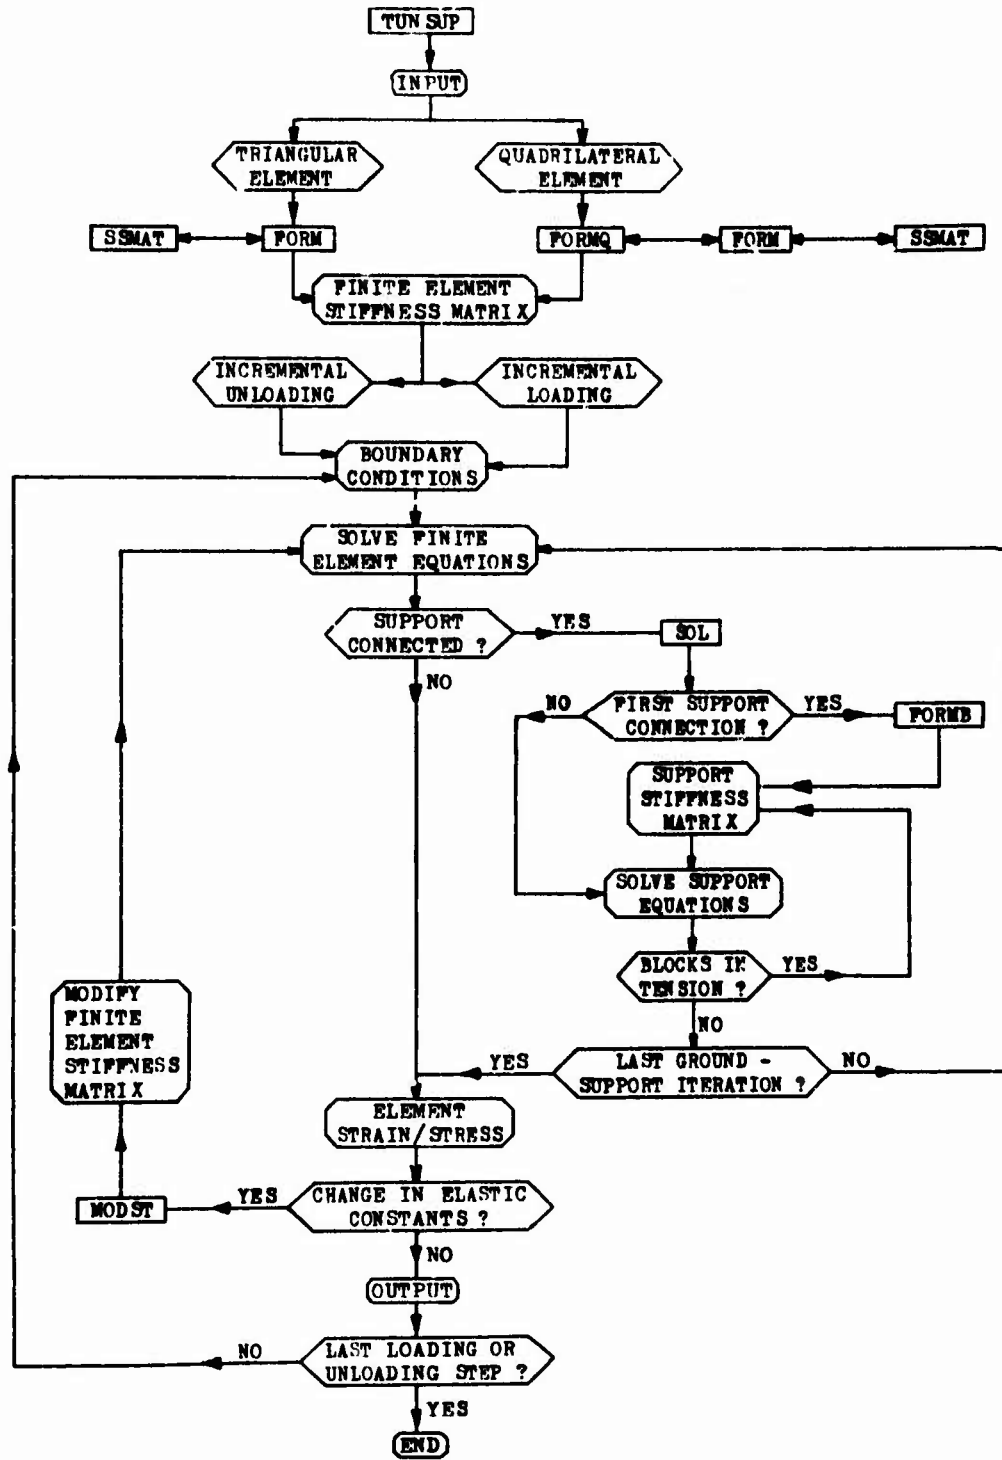 TUNSUP
INPUT
TRIANGULAR
ELEMENT
QUADRILATERAL
ELEMENT
SSMAT
FORM
FORMQ
FORM
SSMAT
FINITE ELEMENT
STIFFNESS MATRIX
INCREMENTAL
UNLOADING
INCREMENTAL
LOADING
BOUNDARY
CONDITIONS
SOLVE FINITE
ELEMENT EQUATIONS
SUPPORT
CONNECTED ?
YES
SOL
NO
NO
FIRST SUPPORT
CONNECTION ?
YES
FORMB
SUPPORT
STIFFNESS
MATRIX
SOLVE SUPPORT
EQUATIONS
BLOCKS IN
TENSION ?
YES
NO
MODIFY
FINITE
ELEMENT
STIFFNESS
MATRIX
YES
LAST GROUND -
SUPPORT ITERATION ?
NO
ELEMENT
STRAIN/STRESS
MODST
YES
CHANGE IN ELASTIC
CONSTANTS ?
NO
OUTPUT
NO
LAST LOADING OR
UNLOADING STEP ?
YES
END